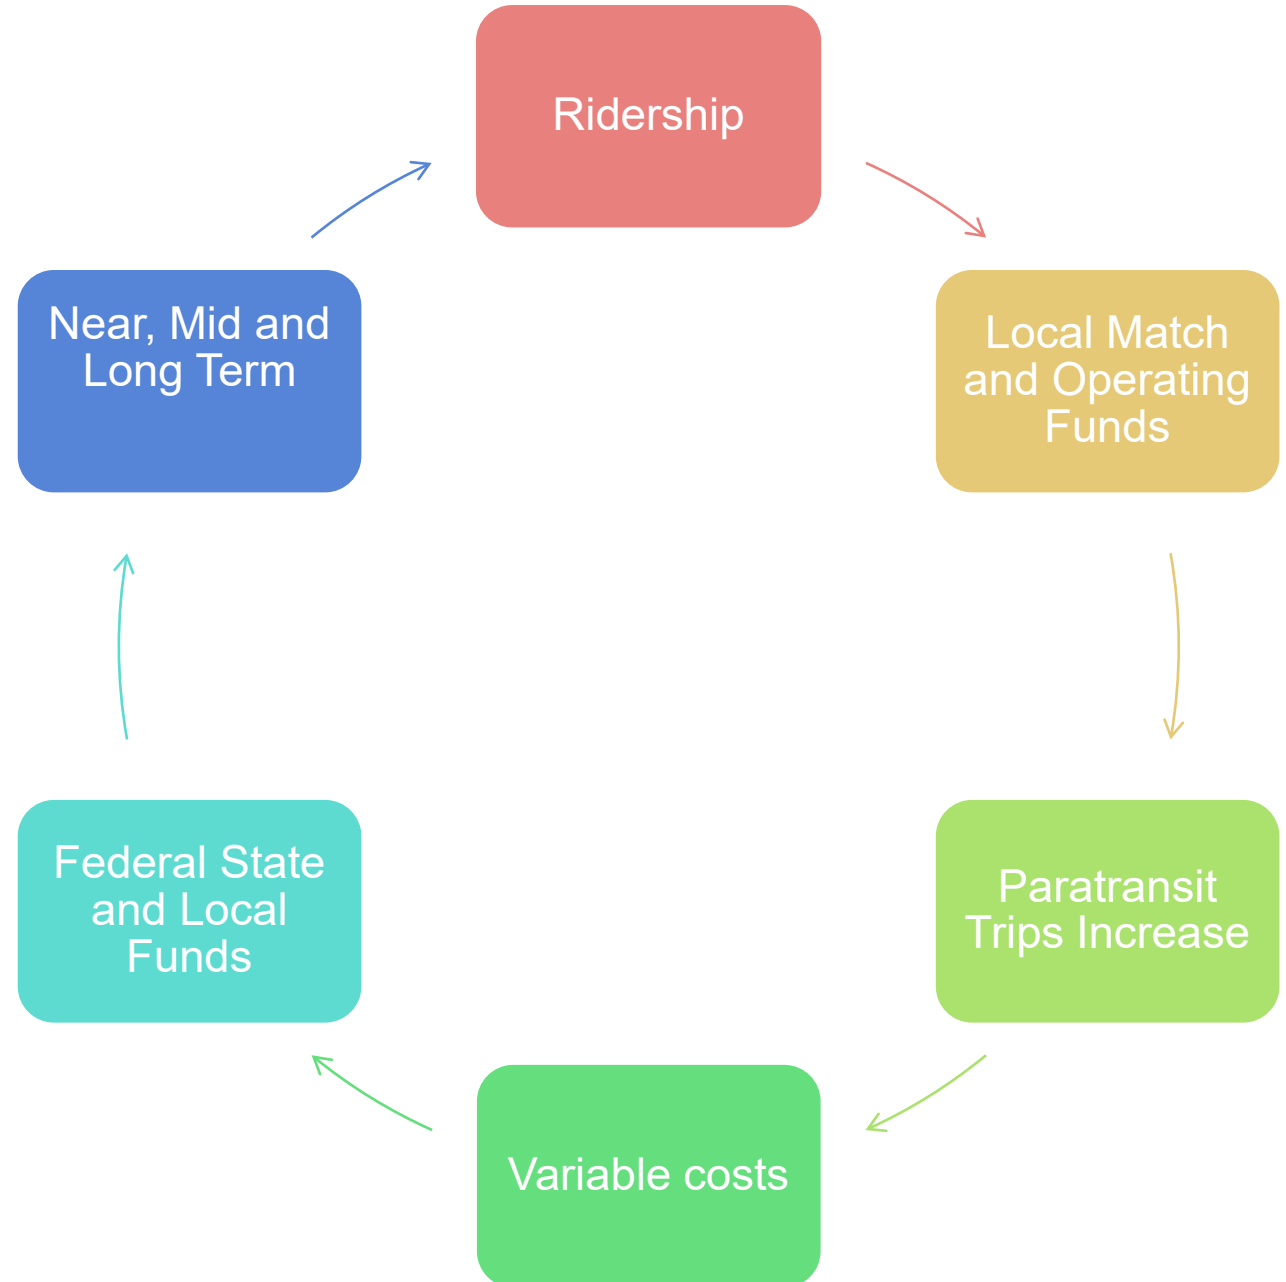 Ridership
Local Match
and Operating
Funds
Paratransit
Trips Increase
Variable costs
Federal State
and Local
Funds
Near, Mid and
Long Term